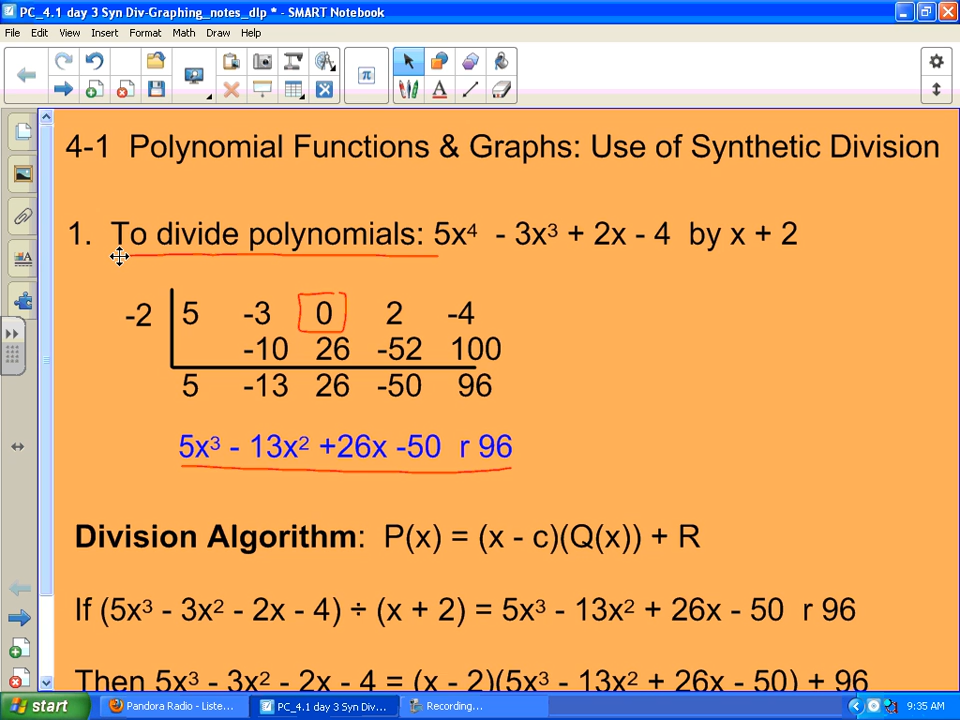 PC_4.1 day 3 Syn Div-Graphing_notes_dlp * - SMART Notebook
File Edit View Insert Format Math Draw Help
4-1 Polynomial Functions & Graphs: Use of Synthetic Division
1. To divide polynomials: 5x⁴ - 3x³ + 2x - 4 by x + 2
-2 5 -3 0 2 -4
-10 26 -52 100
5 -13 26 -50 96
5x³ - 13x² +26x -50 r 96
Division Algorithm: P(x) = (x - c)(Q(x)) + R
If (5x³ - 3x² - 2x - 4) ÷ (x + 2) = 5x³ - 13x² + 26x - 50 r 96
Then 5x³ - 3x² - 2x - 4 = (x - 2)(5x³ - 13x² + 26x - 50) + 96
start Pandora Radio - Liste... PC_4.1 day 3 Syn Div... Recording... 9:35 AM